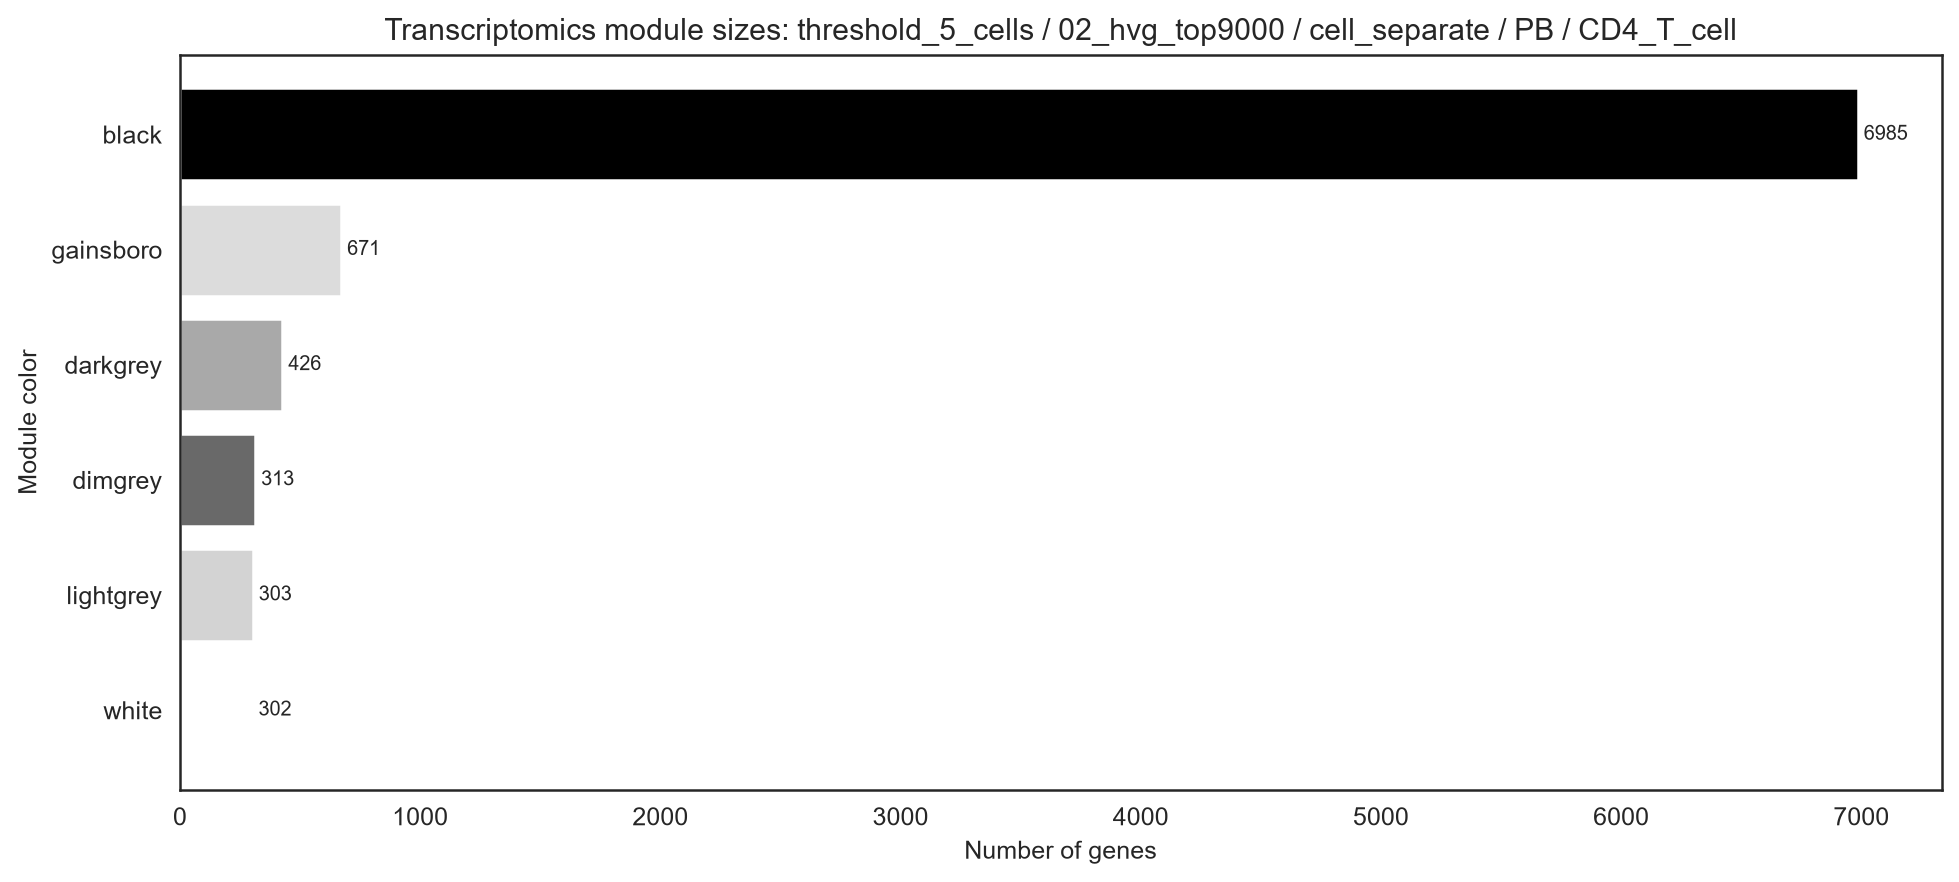 Transcriptomics module sizes: threshold_5_cells / 02_hvg_top9000 / cell_separate / PB / CD4_T_cell
Module color
black
6985
gainsboro
671
darkgrey
426
dimgrey
313
lightgrey
303
white
302
0 1000 2000 3000 4000 5000 6000 7000
Number of genes